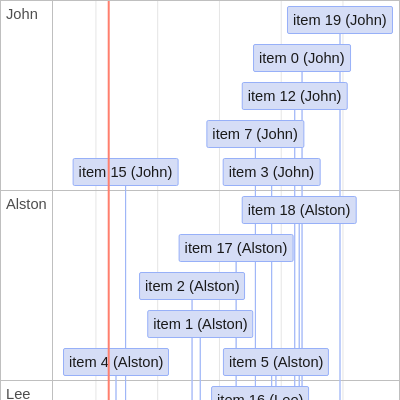 John
item 19 (John)
item 0 (John)
item 12 (John)
item 7 (John)
item 15 (John)
item 3 (John)
Alston
item 18 (Alston)
item 17 (Alston)
item 2 (Alston)
item 1 (Alston)
item 4 (Alston)
item 5 (Alston)
Lee
item 16 (Lee)